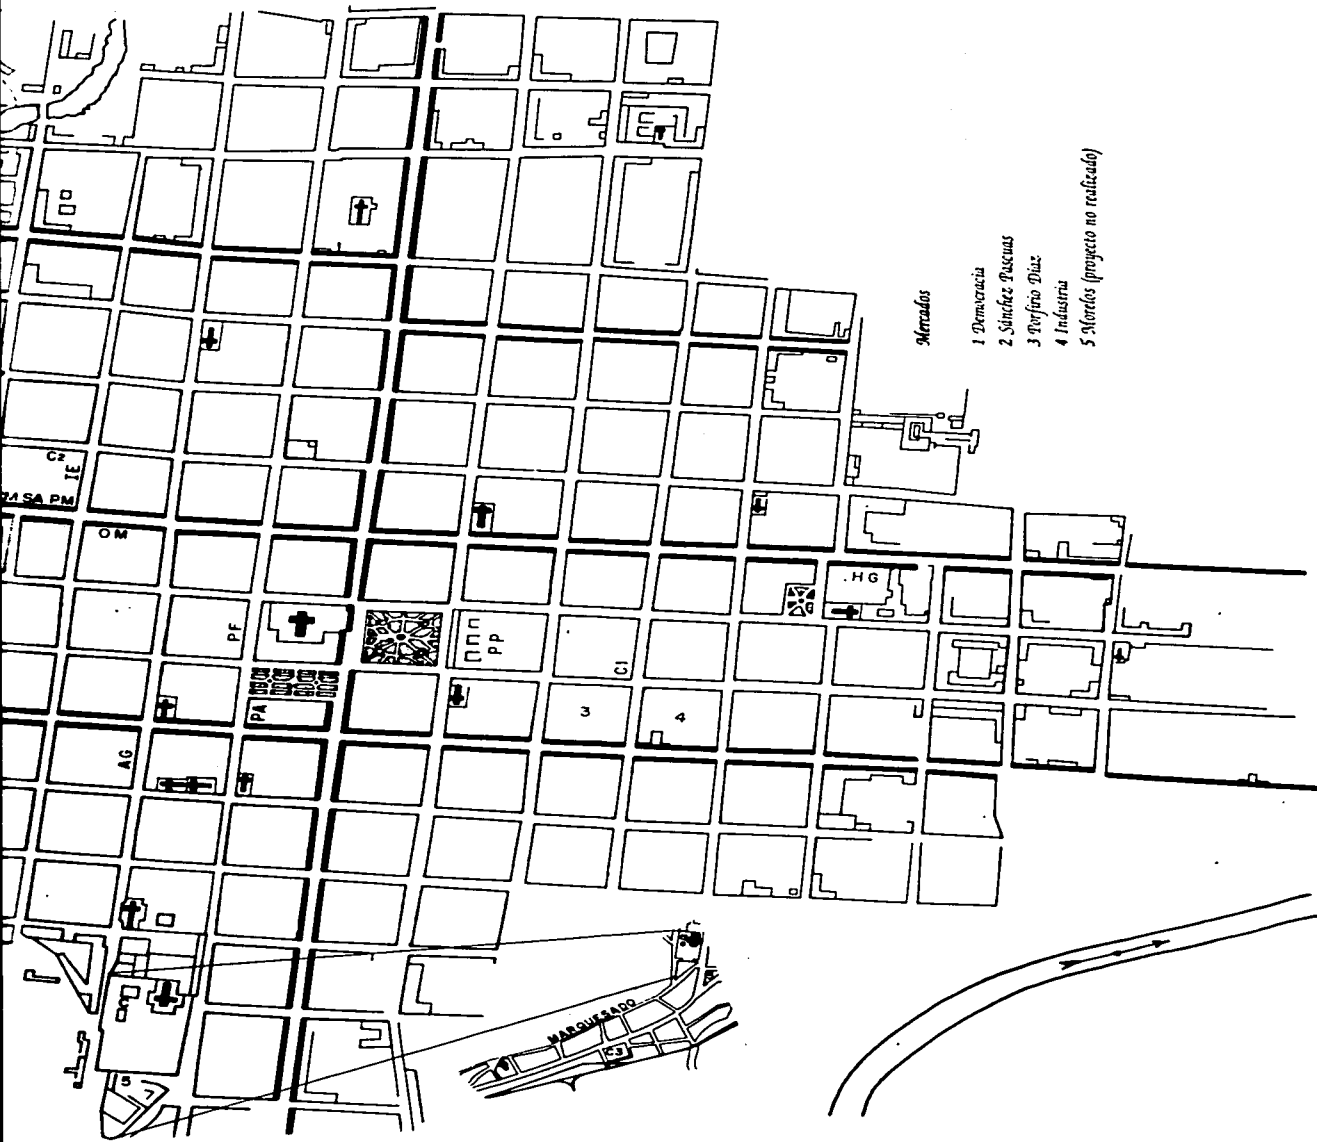 Mercados
1 Democracia
2 Sánchez Pascuas
3 Porfirio Díaz
4 Industria
5 Morelos (proyecto no realizado)
C2
IE
SA PM
OM
PF
PA
AG
PP
C1
3
4
.HG
MARQUESADO
C3
5
7